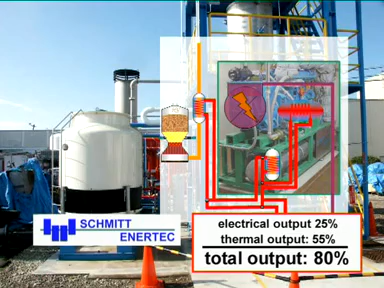 SCHMITT
ENERTEC
electrical output 25%
thermal output: 55%
total output: 80%